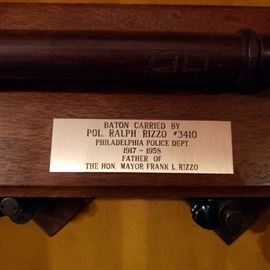 BATON CARRIED BY
POL. RALPH RIZZO #3410
PHILADELPHIA POLICE DEPT.
1917 - 1958
FATHER OF
THE HON. MAYOR FRANK L. RIZZO